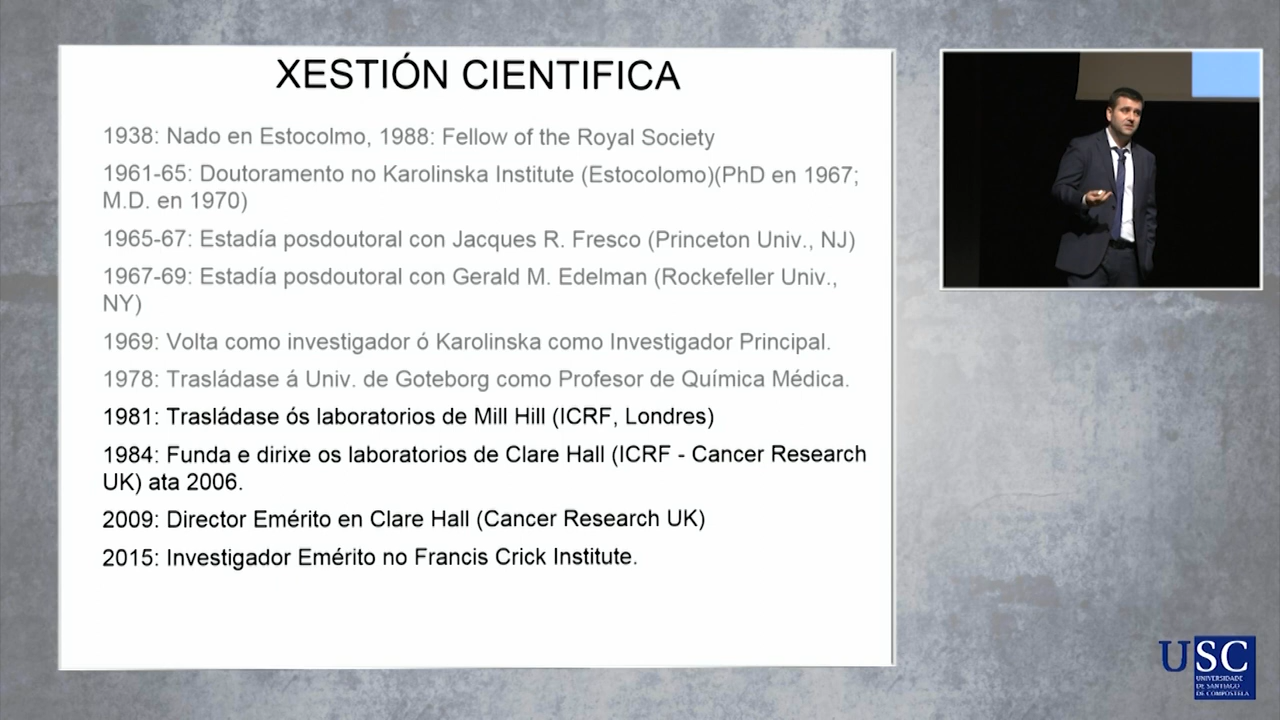 XESTIÓN CIENTIFICA
1938: Nado en Estocolmo, 1988: Fellow of the Royal Society
1961-65: Doutoramento no Karolinska Institute (Estocolomo)(PhD en 1967;
M.D. en 1970)
1965-67: Estadía posdoutoral con Jacques R. Fresco (Princeton Univ., NJ)
1967-69: Estadía posdoutoral con Gerald M. Edelman (Rockefeller Univ.,
NY)
1969: Volta como investigador ó Karolinska como Investigador Principal.
1978: Trasládase á Univ. de Goteborg como Profesor de Química Médica.
1981: Trasládase ós laboratorios de Mill Hill (ICRF, Londres)
1984: Funda e dirixe os laboratorios de Clare Hall (ICRF - Cancer Research
UK) ata 2006.
2009: Director Emérito en Clare Hall (Cancer Research UK)
2015: Investigador Emérito no Francis Crick Institute.
USC
UNIVERSIDADE
DE SANTIAGO
DE COMPOSTELA